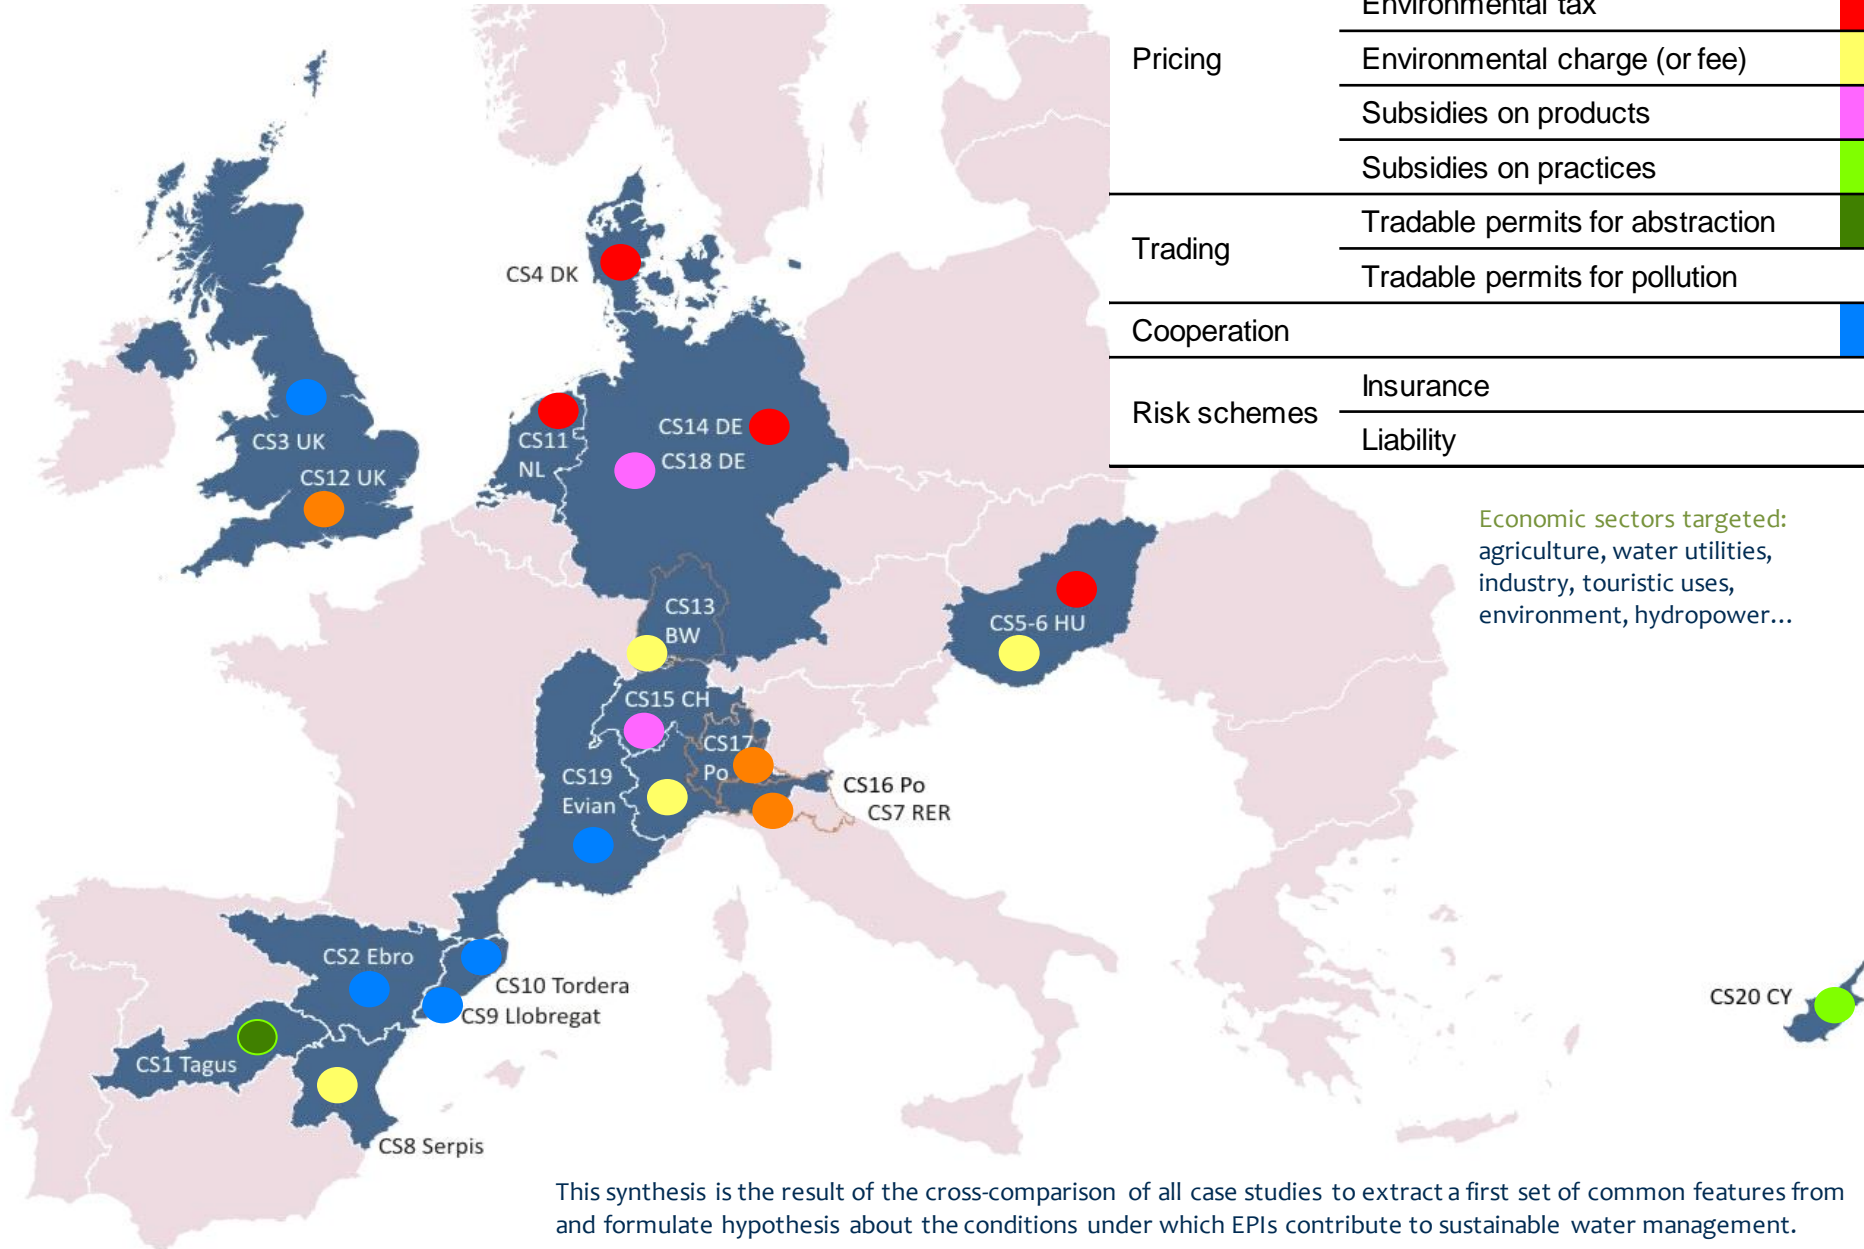 Environmental tax
Pricing
Environmental charge (or fee)
Subsidies on products
Subsidies on practices
Trading
Tradable permits for abstraction
Tradable permits for pollution
Cooperation
Risk schemes
Insurance
Liability
Economic sectors targeted:
agriculture, water utilities,
industry, touristic uses,
environment, hydropower...
CS4 DK
CS3 UK
CS12 UK
CS11
NL
CS14 DE
CS18 DE
CS13
BW
CS5-6 HU
CS15 CH
CS17
Po
CS19
Evian
CS16 Po
CS7 RER
CS2 Ebro
CS10 Tordera
CS9 Llobregat
CS1 Tagus
CS8 Serpis
CS20 CY
This synthesis is the result of the cross-comparison of all case studies to extract a first set of common features from
and formulate hypothesis about the conditions under which EPIs contribute to sustainable water management.